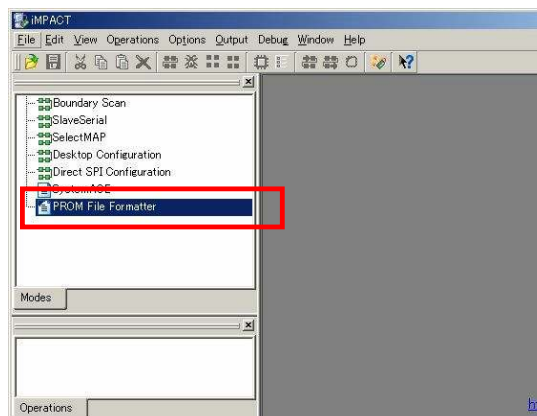 iMPACT
File Edit View Operations Options Output Debug Window Help
Boundary Scan
SlaveSerial
SelectMAP
Desktop Configuration
Direct SPI Configuration
SystemACE
PROM File Formatter
Modes
Operations